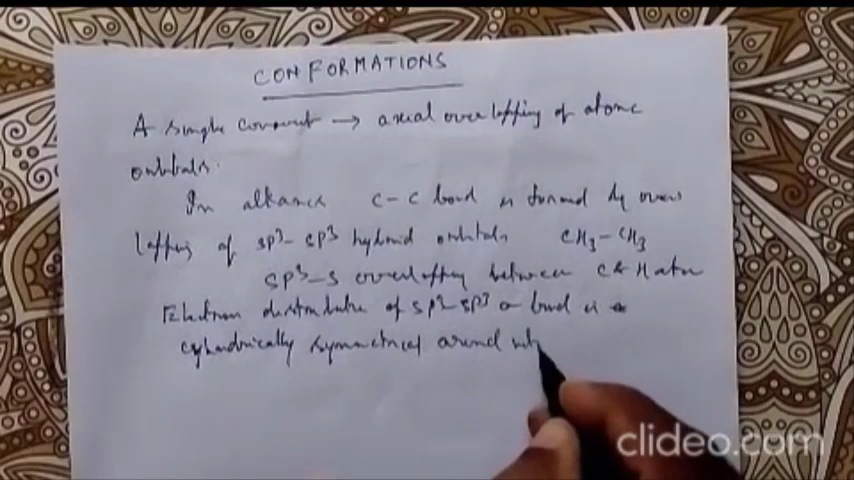 CONFORMATIONS
A single covalent → axial overlapping of atomic
orbitals.
In alkanes C-C bond is formed by over
lapping of SP³-SP³ hybrid orbitals CH₃-CH₃
SP³-S overlapping between C & H atom
Electron distribution of SP³-SP³ σ bond is
cylindrically symmetrical around
clideo.com